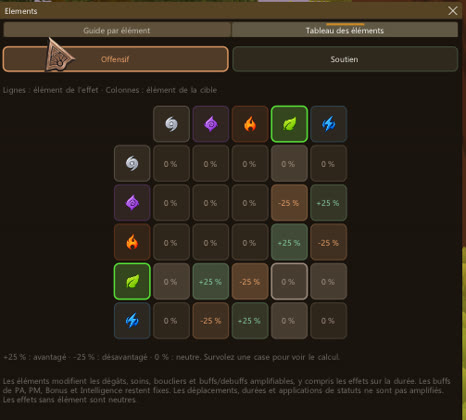 Elements
Guide par élément Tableau des éléments
Offensif Soutien
Lignes : élément de l'effet · Colonnes : élément de la cible
0 % 0 % 0 % 0 % 0 %
0 % 0 % 0 % -25 % +25 %
0 % 0 % 0 % +25 % -25 %
0 % +25 % -25 % 0 % 0 %
0 % -25 % +25 % 0 % 0 %
+25 % : avantagé · -25 % : désavantagé · 0 % : neutre. Survolez une case pour voir le calcul.
Les éléments modifient les dégâts, soins, boucliers et buffs/debuffs amplifiables, y compris les effets sur la durée. Les buffs
de PA, PM, Bonus et Intelligence restent fixes. Les déplacements, durées et applications de statuts ne sont pas amplifiés.
Les effets sans élément sont neutres.